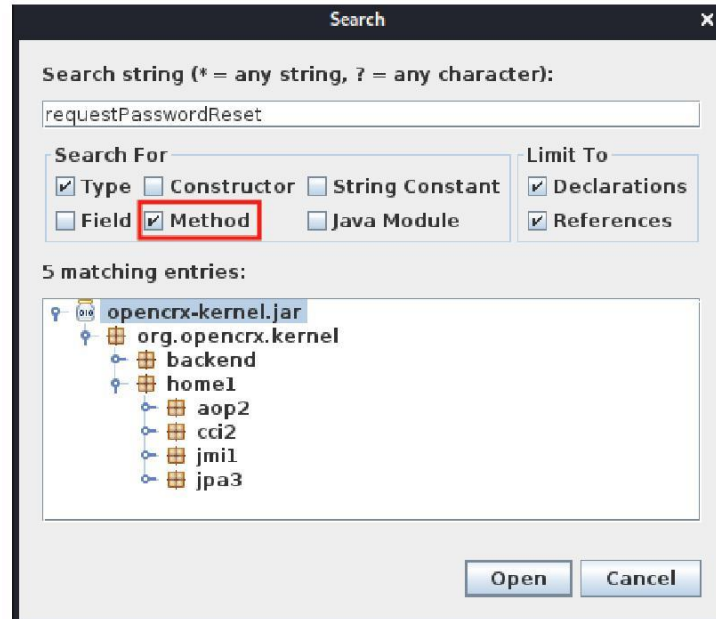 Search
Search string (* = any string, ? = any character):
requestPasswordReset
Search For
Limit To
Type Constructor String Constant
Declarations
Field Method Java Module
References
5 matching entries:
010
opencrx-kernel.jar
org.opencrx.kernel
backend
home1
aop2
cci2
jmi1
jpa3
Open Cancel